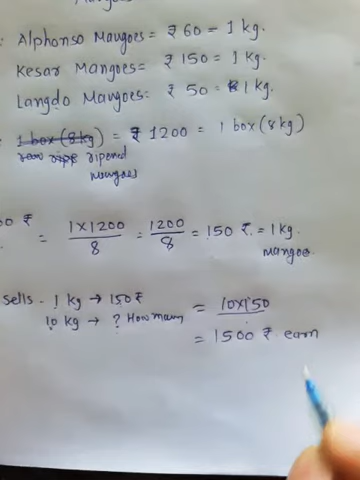 Alphonso Mangoes = ₹ 60 = 1 kg.
Kesar Mangoes = ₹ 150 = 1 kg.
Langdo Mangoes = ₹ 50 = 1 kg.
1 box (8 kg) = ₹ 1200 = 1 box (8 kg)
ripened
Mangoes
00 ₹ = 1×1200/8 = 1200/8 = 150 ₹. = 1 kg.
mangoe.
sells - 1 kg → 150 ₹ = 10×150
10 kg → ? How many = 1500 ₹ earn